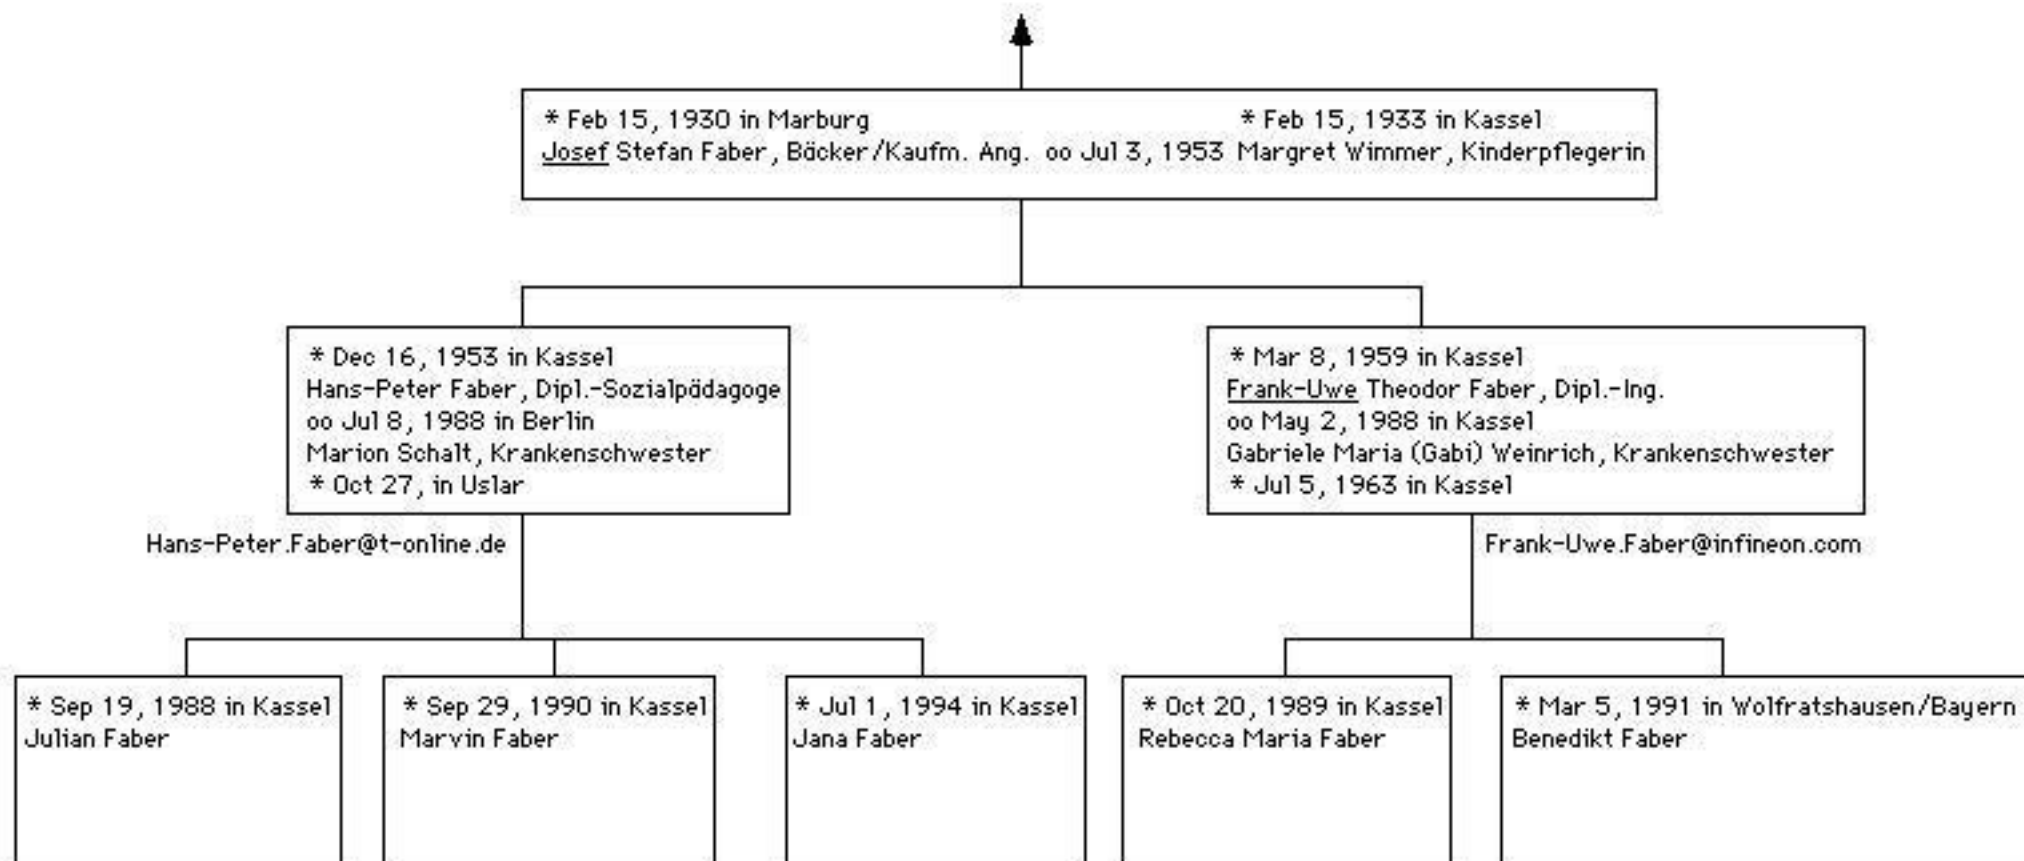 * Feb 15, 1930 in Marburg * Feb 15, 1933 in Kassel
Josef Stefan Faber, Bäcker/Kaufm. Ang. oo Jul 3, 1953 Margret Wimmer, Kinderpflegerin
* Dec 16, 1953 in Kassel
Hans-Peter Faber, Dipl.-Sozialpädagoge
oo Jul 8, 1988 in Berlin
Marion Schalt, Krankenschwester
* Oct 27, in Uslar
* Mar 8, 1959 in Kassel
Frank-Uwe Theodor Faber, Dipl.-Ing.
oo May 2, 1988 in Kassel
Gabriele Maria (Gabi) Weinrich, Krankenschwester
* Jul 5, 1963 in Kassel
Hans-Peter.Faber@t-online.de
Frank-Uwe.Faber@infineon.com
* Sep 19, 1988 in Kassel
Julian Faber
* Sep 29, 1990 in Kassel
Marvin Faber
* Jul 1, 1994 in Kassel
Jana Faber
* Oct 20, 1989 in Kassel
Rebecca Maria Faber
* Mar 5, 1991 in Wolfratshausen/Bayern
Benedikt Faber